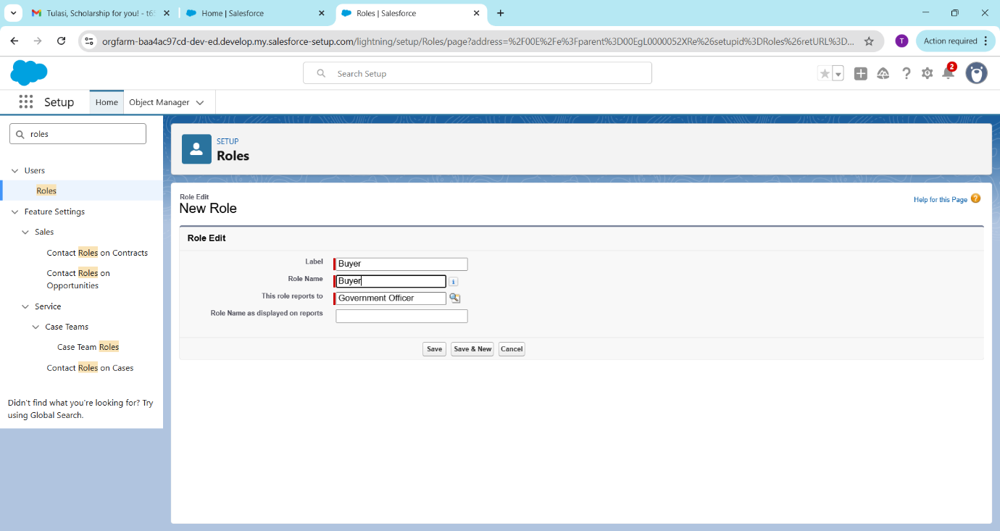 Tulasi, Scholarship for you! - t65
Home | Salesforce
Roles | Salesforce
orgfarm-baa4ac97cd-dev-ed.develop.my.salesforce-setup.com/lightning/setup/Roles/page?address=%2F00E%2Fe%3Fparent%3D00EgL0000052XRe%26setupid%3DRoles%26retURL%3D...
T
Action required
Search Setup
2
Setup
Home
Object Manager
roles
Users
Roles
Feature Settings
Sales
Contact Roles on Contracts
Contact Roles on
Opportunities
Service
Case Teams
Case Team Roles
Contact Roles on Cases
Didn't find what you're looking for? Try
using Global Search.
SETUP
Roles
Role Edit
New Role
Help for this Page
Role Edit
Label
Buyer
Role Name
Buyer
This role reports to
Government Officer
Role Name as displayed on reports
Save
Save & New
Cancel